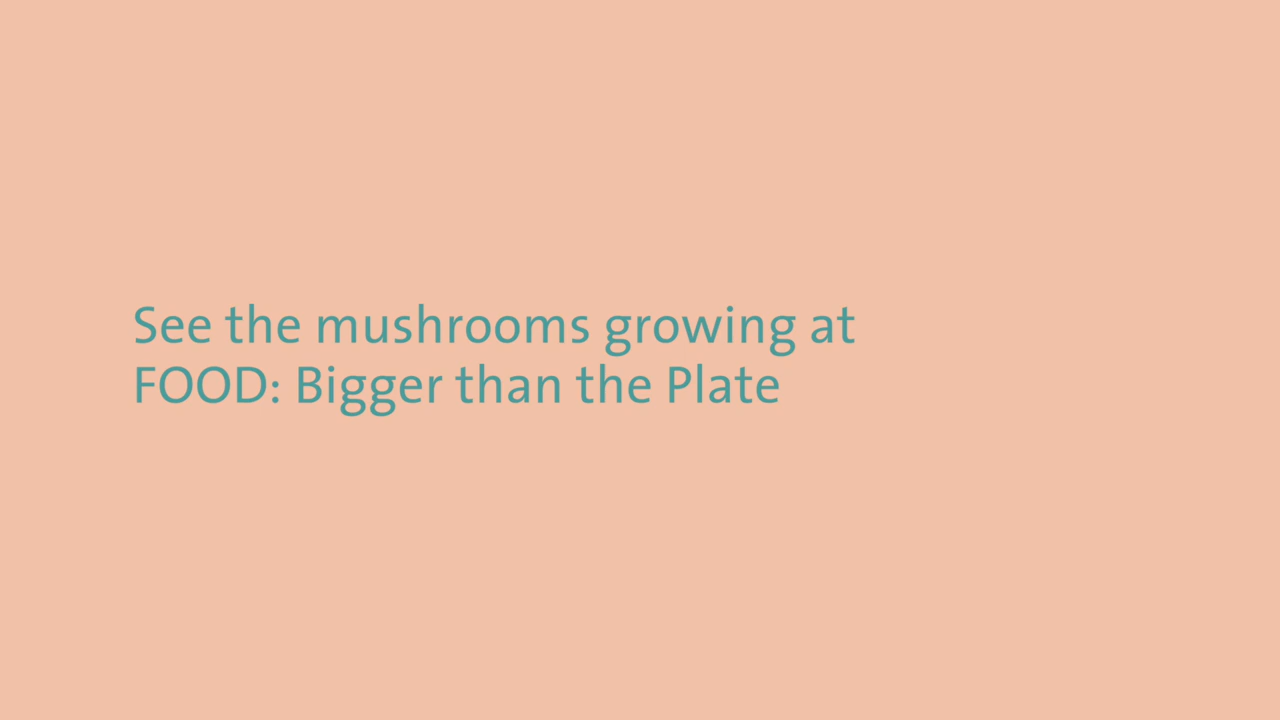 See the mushrooms growing at
FOOD: Bigger than the Plate